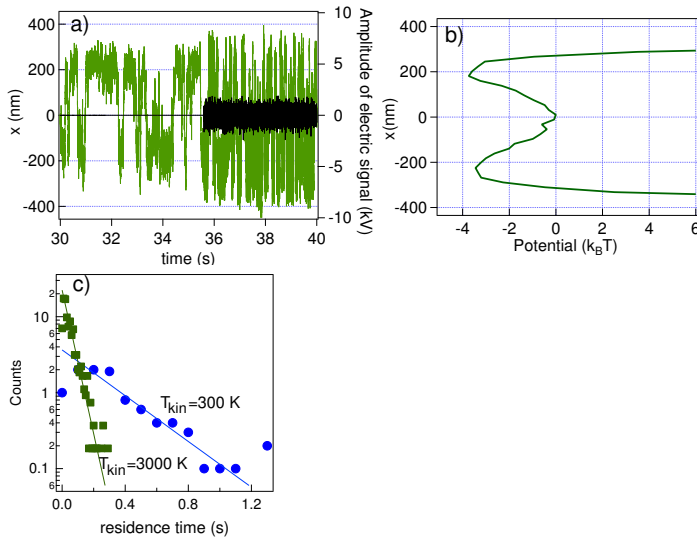 a)
400
200
0
-200
-400
x (nm)
10
5
0
-5
-10
Amplitude of electric signal (kV)
30 32 34 36 38 40
time (s)
b)
400
200
0
-200
-400
x(nm)
-4 -2 0 2 4 6
Potential (kBT)
c)
2
10
6
4
2
1
6
4
2
0.1
6
Counts
Tkin=300 K
Tkin=3000 K
0.0 0.4 0.8 1.2
residence time (s)